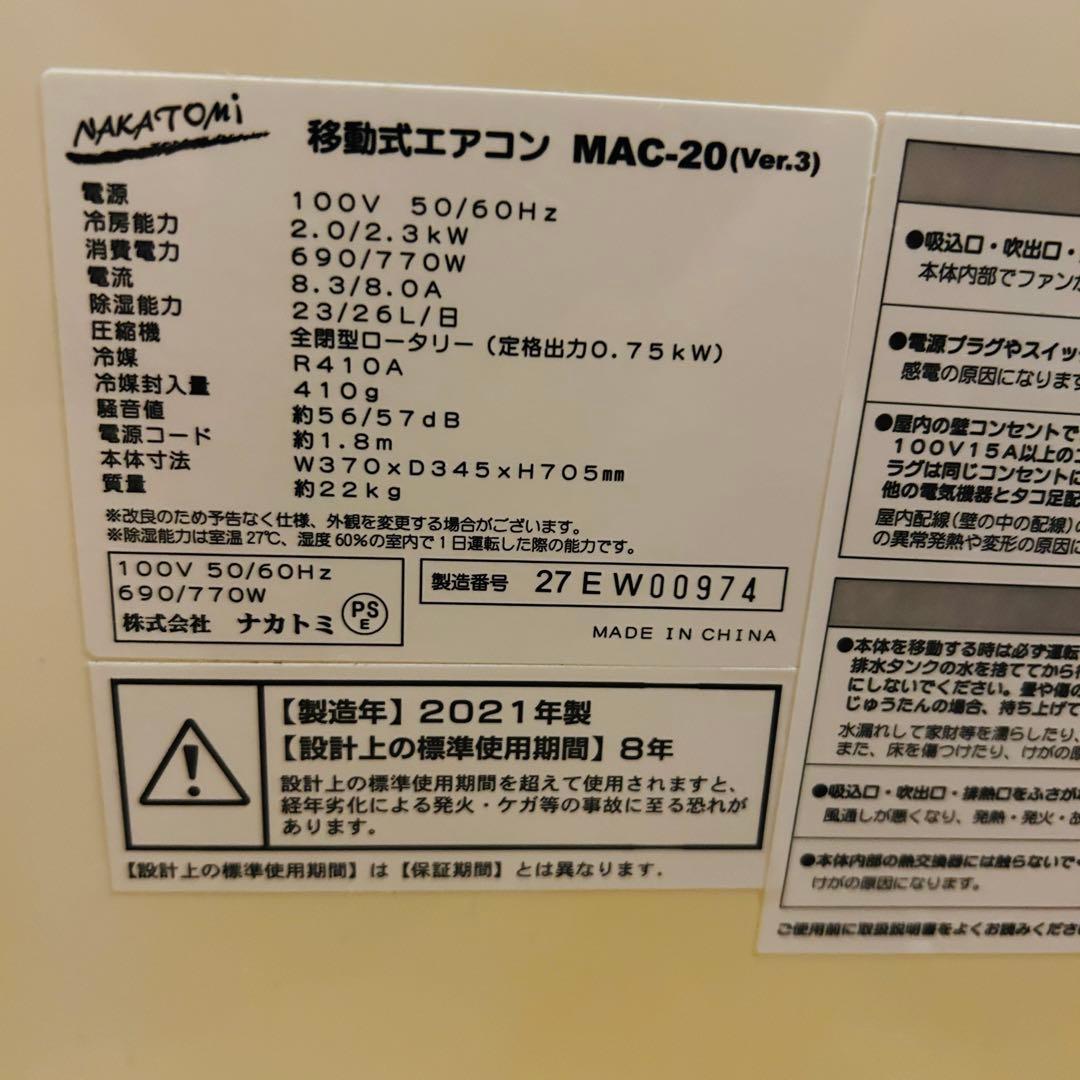 NAKATOMI
移動式エアコン MAC-20(Ver.3)
電源 100V 50/60Hz
冷房能力 2.0/2.3kW
消費電力 690/770W
電流 8.3/8.0A
除湿能力 23/26L/日
圧縮機 全閉型ロータリー(定格出力0.75kW)
冷媒 R410A
冷媒封入量 410g
騒音値 約56/57dB
電源コード 約1.8m
本体寸法 W370×D345×H705mm
質量 約22kg
※改良のため予告なく仕様、外観を変更する場合がございます。
※除湿能力は室温27℃、湿度60%の室内で1日運転した際の能力です。
100V 50/60Hz
690/770W
株式会社 ナカトミ
PS
E
製造番号 27EW00974
MADE IN CHINA
【製造年】2021年製
【設計上の標準使用期間】8年
設計上の標準使用期間を超えて使用されますと、
経年劣化による発火・ケガ等の事故に至る恐れが
あります。
【設計上の標準使用期間】は【保証期間】とは異なります。
●吸込口・吹出口・
本体内部でファンが
●電源プラグやスイッ
感電の原因になります
●屋内の壁コンセントで
100V15A以上のコ
ラグは同じコンセントに
他の電気機器とタコ足配
屋内配線(壁の中の配線)の
の異常発熱や変形の原因に
●本体を移動する時は必ず運転
排水タンクの水を捨ててから
にしないでください。畳や傷の
じゅうたんの場合、持ち上げて
水漏れして家財等を濡らしたり、
また、床を傷つけたり、けがの原
●吸込口・吹出口・排熱口をふさが
風通しが悪くなり、発熱・発火・故
●本体内部の熱交換器には触らないで
けがの原因になります。
ご使用前に取扱説明書をよくお読みくださ